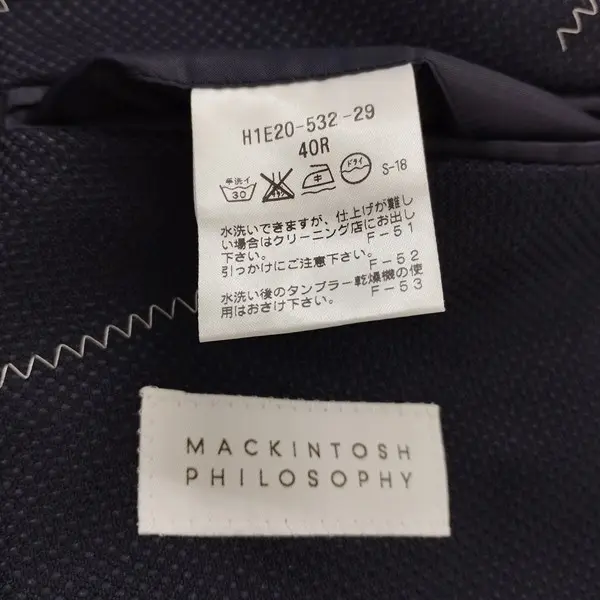 H1E20-532-29
40R
手洗イ
30
中
ドライ
S-18
水洗いできますが、仕上げが難し
い場合はクリーニング店にお出し
下さい。 F-51
引っかけにご注意下さい。
F-52
水洗い後のタンブラー乾燥機の使
用はおさけ下さい。 F-53
MACKINTOSH
PHILOSOPHY